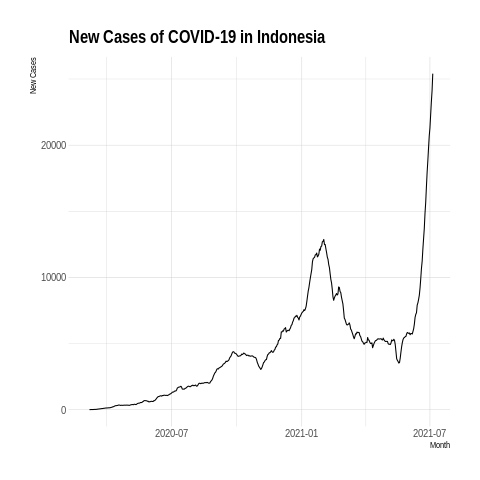 New Cases of COVID-19 in Indonesia
New Cases
20000
10000
0
2020-07
2021-01
2021-07
Month